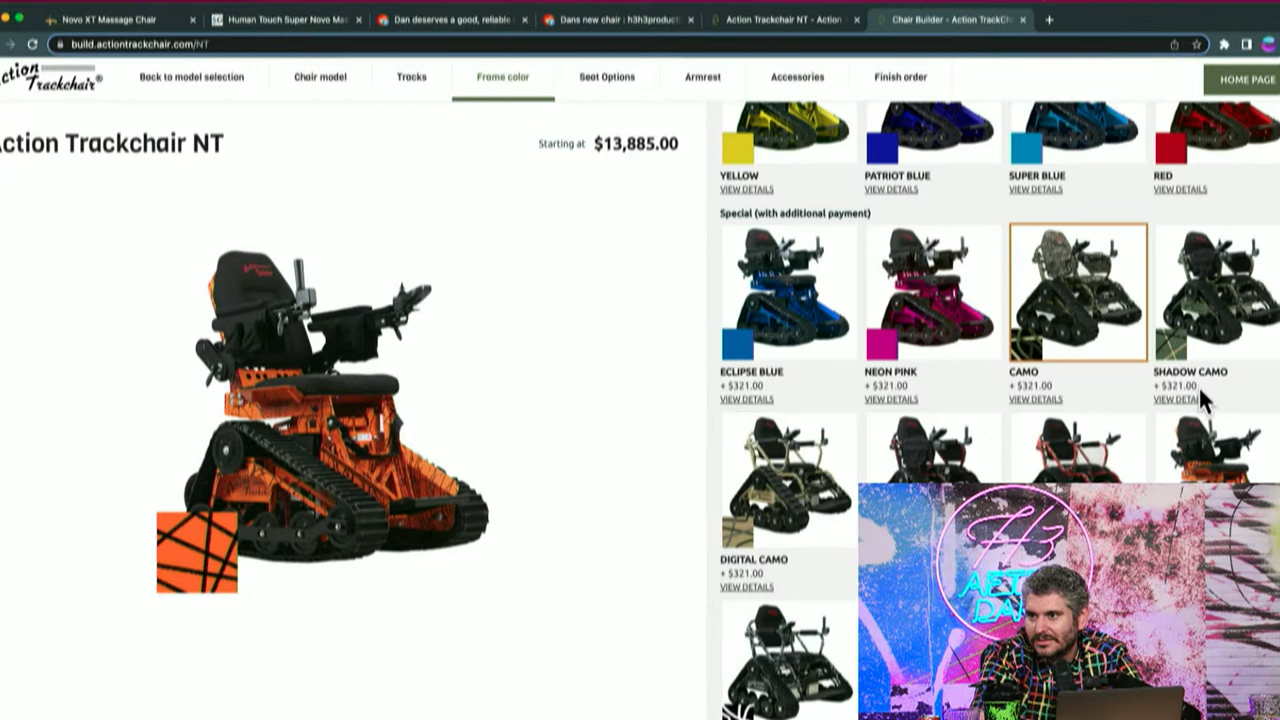 Novo XT Massage Chair
Human Touch Super Novo Mas
Dan deserves a good, reliable
Dans new chair : h3h3product
Action Trackchair NT - Action
Chair Builder - Action TrackCh
build.actiontrackchair.com/NT
ction
Trackchair®
Back to model selection
Chair model
Tracks
Frame color
Seat Options
Armrest
Accessories
Finish order
HOME PAGE
ction Trackchair NT
Starting at $13,885.00
YELLOW
VIEW DETAILS
PATRIOT BLUE
VIEW DETAILS
SUPER BLUE
VIEW DETAILS
RED
VIEW DETAILS
Special (with additional payment)
ECLIPSE BLUE
+ $321.00
VIEW DETAILS
NEON PINK
+ $321.00
VIEW DETAILS
CAMO
+ $321.00
VIEW DETAILS
SHADOW CAMO
+ $321.00
VIEW DETA
DIGITAL CAMO
+ $321.00
VIEW DETAILS
H3